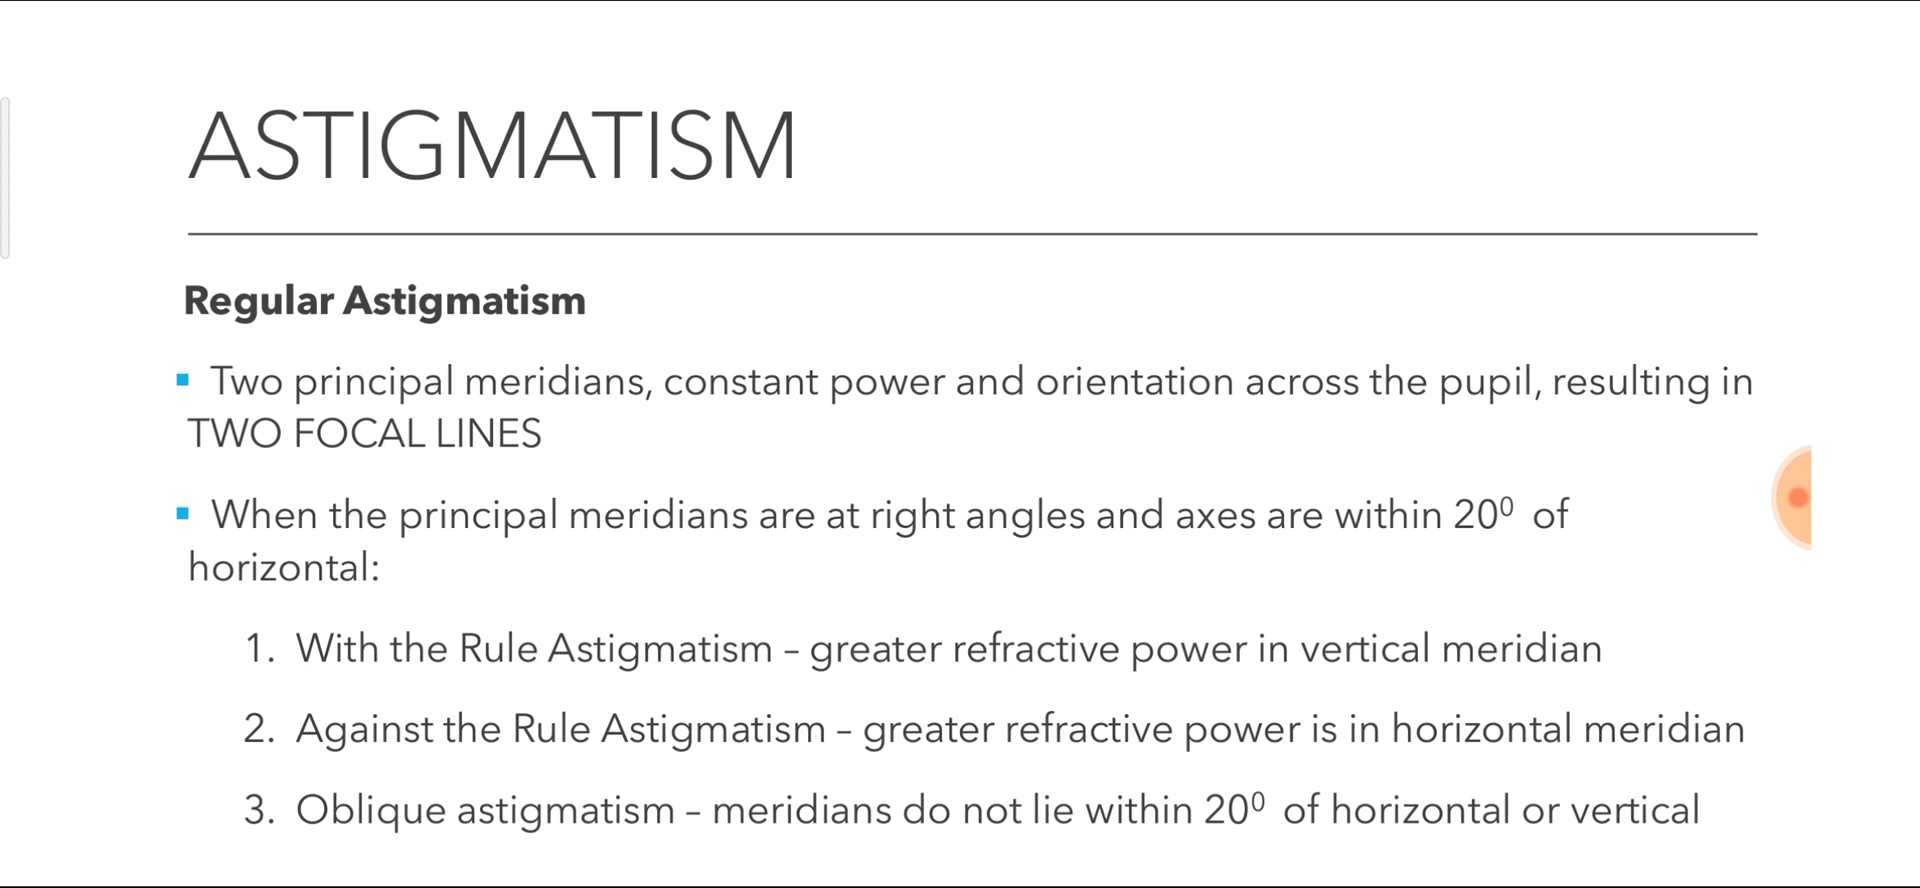 ASTIGMATISM
Regular Astigmatism
▪ Two principal meridians, constant power and orientation across the pupil, resulting in
TWO FOCAL LINES
▪ When the principal meridians are at right angles and axes are within 20⁰ of
horizontal:
1. With the Rule Astigmatism – greater refractive power in vertical meridian
2. Against the Rule Astigmatism – greater refractive power is in horizontal meridian
3. Oblique astigmatism – meridians do not lie within 20⁰ of horizontal or vertical